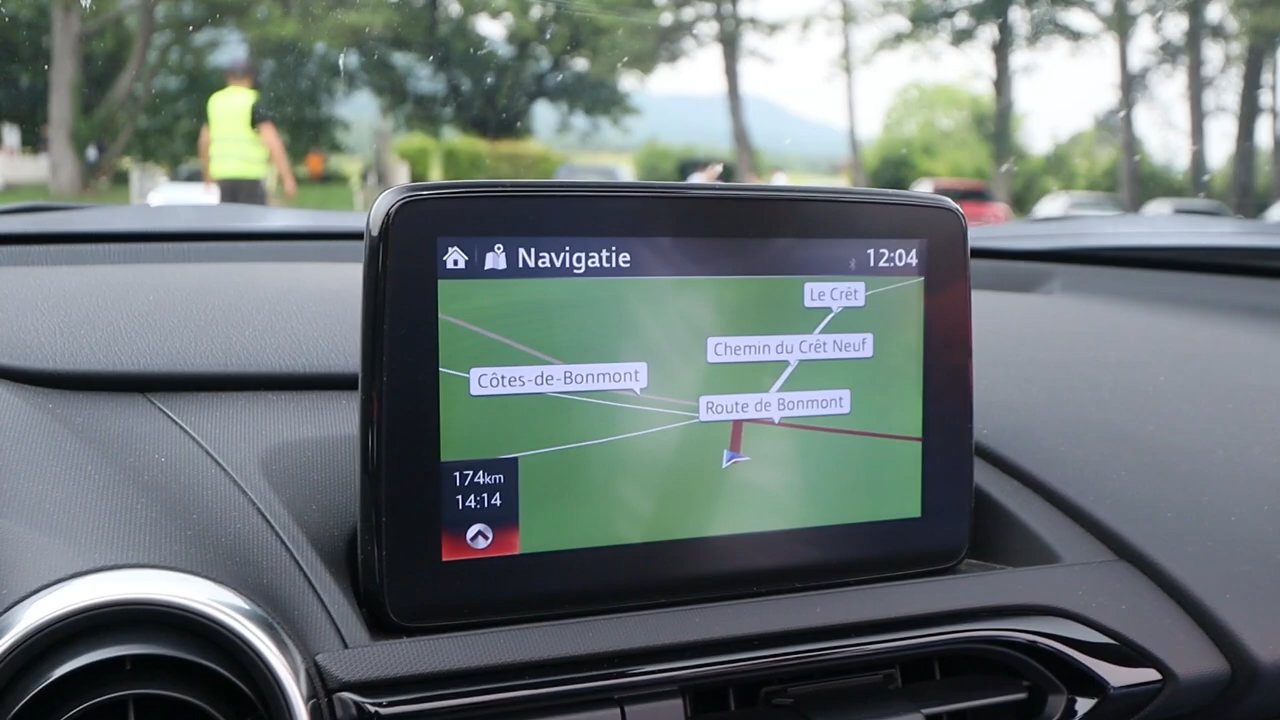 Navigatie
12:04
Le Crêt
Chemin du Crêt Neuf
Côtes-de-Bonmont
Route de Bonmont
174km
14:14